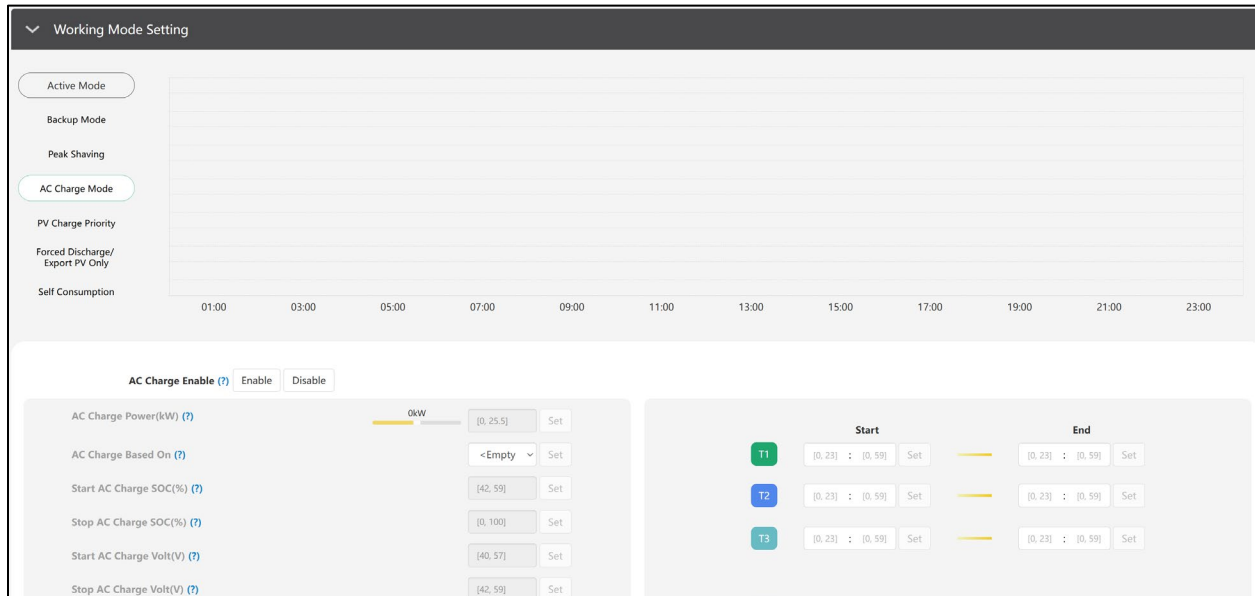 Working Mode Setting
Active Mode
Backup Mode
Peak Shaving
AC Charge Mode
PV Charge Priority
Forced Discharge/
Export PV Only
Self Consumption
01:00 03:00 05:00 07:00 09:00 11:00 13:00 15:00 17:00 19:00 21:00 23:00
AC Charge Enable (?) Enable Disable
AC Charge Power(kW) (?) 0kW [0, 25.5] Set
AC Charge Based On (?) <Empty Set
Start AC Charge SOC(%) (?) [42, 59] Set
Stop AC Charge SOC(%) (?) [0, 100] Set
Start AC Charge Volt(V) (?) [40, 57] Set
Stop AC Charge Volt(V) (?) [42, 59] Set
Start End
T1 [0, 23] : [0, 59] Set [0, 23] : [0, 59] Set
T2 [0, 23] : [0, 59] Set [0, 23] : [0, 59] Set
T3 [0, 23] : [0, 59] Set [0, 23] : [0, 59] Set